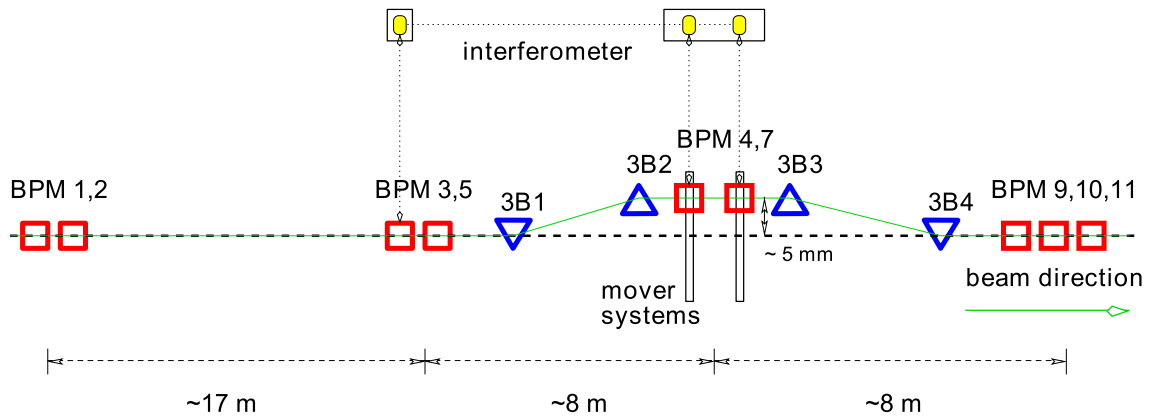 interferometer
BPM 4,7
3B2
3B3
BPM 1,2
BPM 3,5
3B1
3B4
BPM 9,10,11
~ 5 mm
beam direction
mover
systems
~17 m
~8 m
~8 m